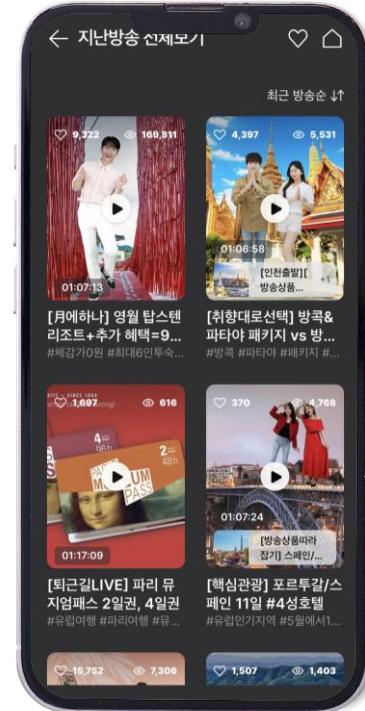 지난방송 전체보기
최근 방송순
9,322
169,811
01:07:13
[月에하나] 영월 탑스텐
리조트+추가 혜택=9...
#체감가0원 #최대6인투숙...
4,397
5,531
01:06:58
[인천출발][
방송상품...
[취향대로선택] 방콕&
파타야 패키지 vs 방...
#방콕 #파타야 #패키지 #...
1,697
616
4
96h
2
48h
PARIS
MUSEUM
PASS
01:17:09
[퇴근길LIVE] 파리 뮤
지엄패스 2일권, 4일권
#유럽여행 #파리여행 #뮤...
370
4,768
01:07:24
[방송상품따라
잡기] 스페인/...
[핵심관광] 포르투갈/스
페인 11일 #4성호텔
#유럽인기지역 #5월에서1...
15,752
7,306
1,507
1,403